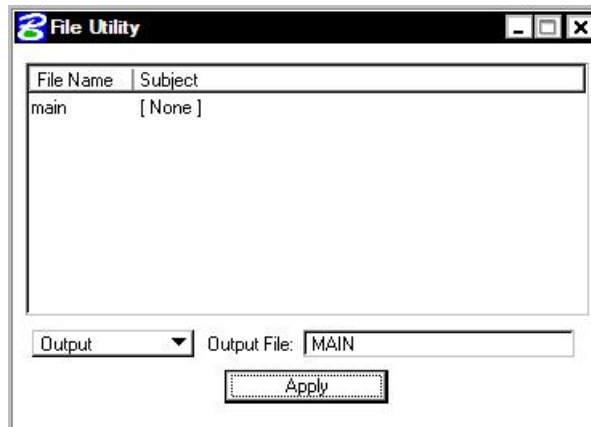 File Utility
File Name Subject
main [ None ]
Output Output File: MAIN
Apply